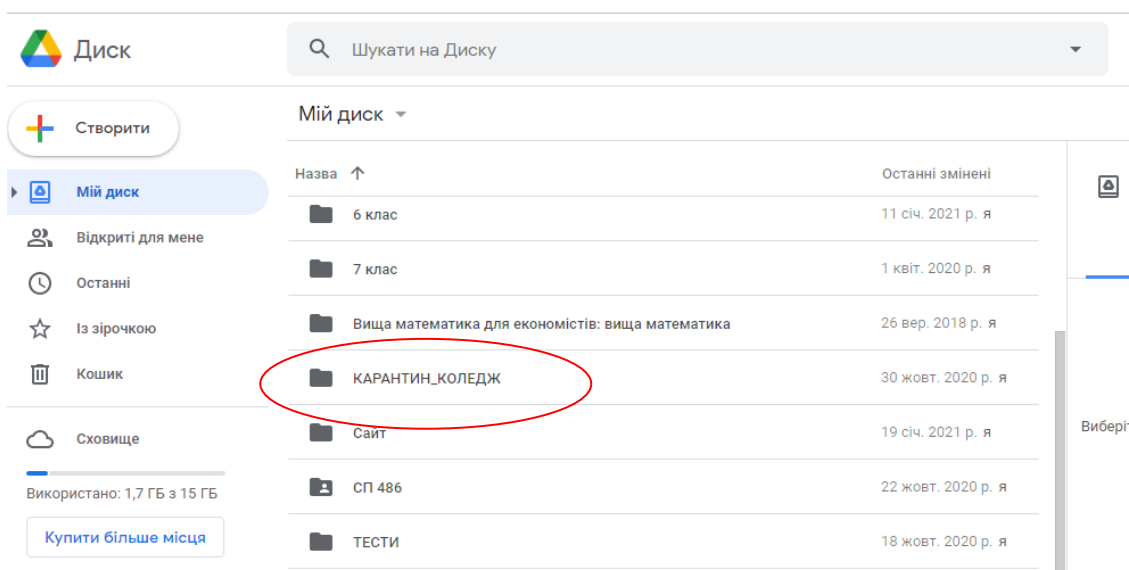 Диск
Шукати на Диску
Створити
Мій диск
Відкриті для мене
Останні
Із зірочкою
Кошик
Сховище
Використано: 1,7 ГБ з 15 ГБ
Купити більше місця
Мій диск
Назва Останні змінені
6 клас 11 січ. 2021 р. я
7 клас 1 квіт. 2020 р. я
Вища математика для економістів: вища математика 26 вер. 2018 р. я
КАРАНТИН_КОЛЕДЖ 30 жовт. 2020 р. я
Сайт 19 січ. 2021 р. я
СП 486 22 жовт. 2020 р. я
ТЕСТИ 18 жовт. 2020 р. я